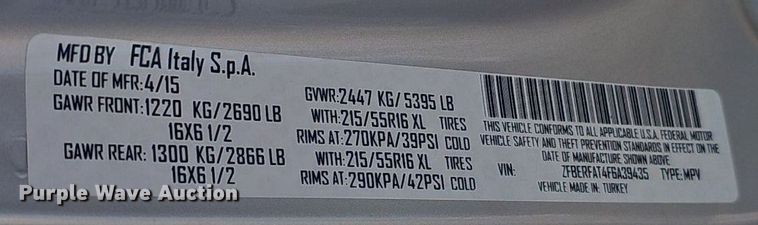 MFD BY FCA Italy S.p.A.
DATE OF MFR:4/15
GVWR:2447 KG/5395 LB
GAWR FRONT:1220 KG/2690 LB
WITH:215/55R16 XL TIRES
16X6 1/2
RIMS AT:270KPA/39PSI COLD
GAWR REAR:1300 KG/2866 LB
WITH:215/55R16 XL TIRES
16X6 1/2
RIMS AT:290KPA/42PSI COLD
THIS VEHICLE CONFORMS TO ALL APPLICABLE U.S.A. FEDERAL MOTOR
VEHICLE SAFETY AND THEFT PREVENTION STANDARDS IN EFFECT ON THE
DATE OF MANUFACTURE SHOWN ABOVE.
VIN: ZFBERFAT4F6A39435 TYPE:MPV
VEHICLE MADE IN: TURKEY
Purple Wave Auction